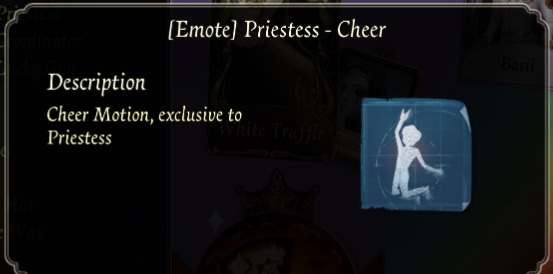 [Emote] Priestess - Cheer
Description
Cheer Motion, exclusive to
Priestess
White Truffle
Basil